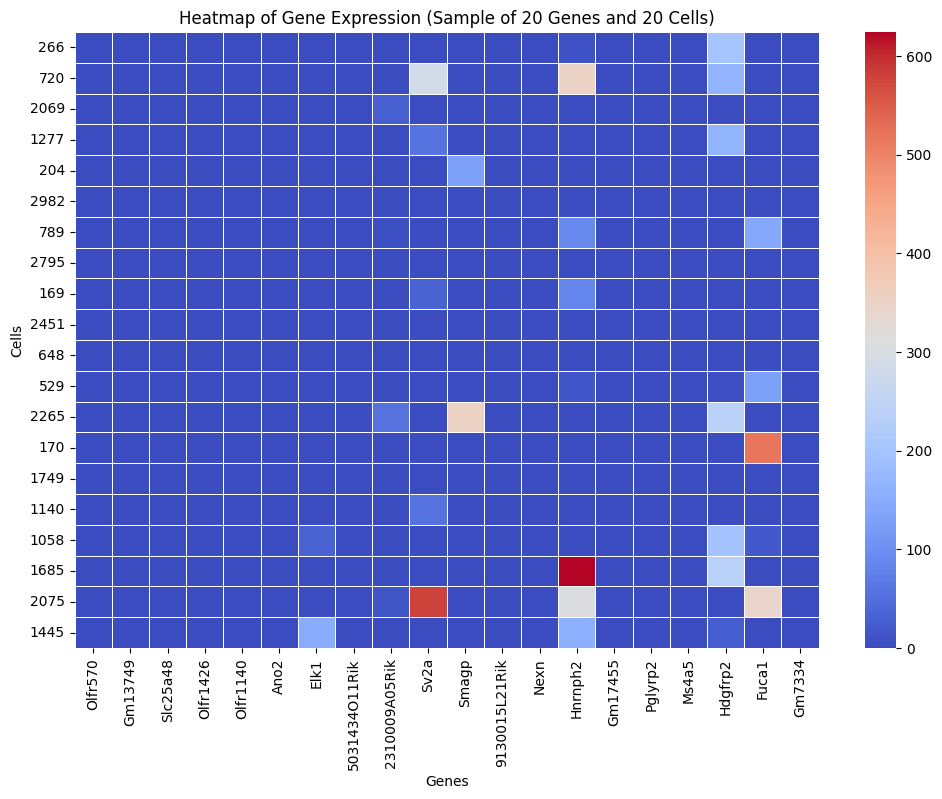 Heatmap of Gene Expression (Sample of 20 Genes and 20 Cells)
266
720
2069
1277
204
2982
789
2795
169
2451
648
529
2265
170
1749
1140
1058
1685
2075
1445
Cells
Olfr570
Gm13749
Slc25a48
Olfr1426
Olfr1140
Ano2
Elk1
5031434O11Rik
2310009A05Rik
Sv2a
Smagp
9130015L21Rik
Nexn
Hnrnph2
Gm17455
Pglyrp2
Ms4a5
Hdgfrp2
Fuca1
Gm7334
Genes
600
500
400
300
200
100
0